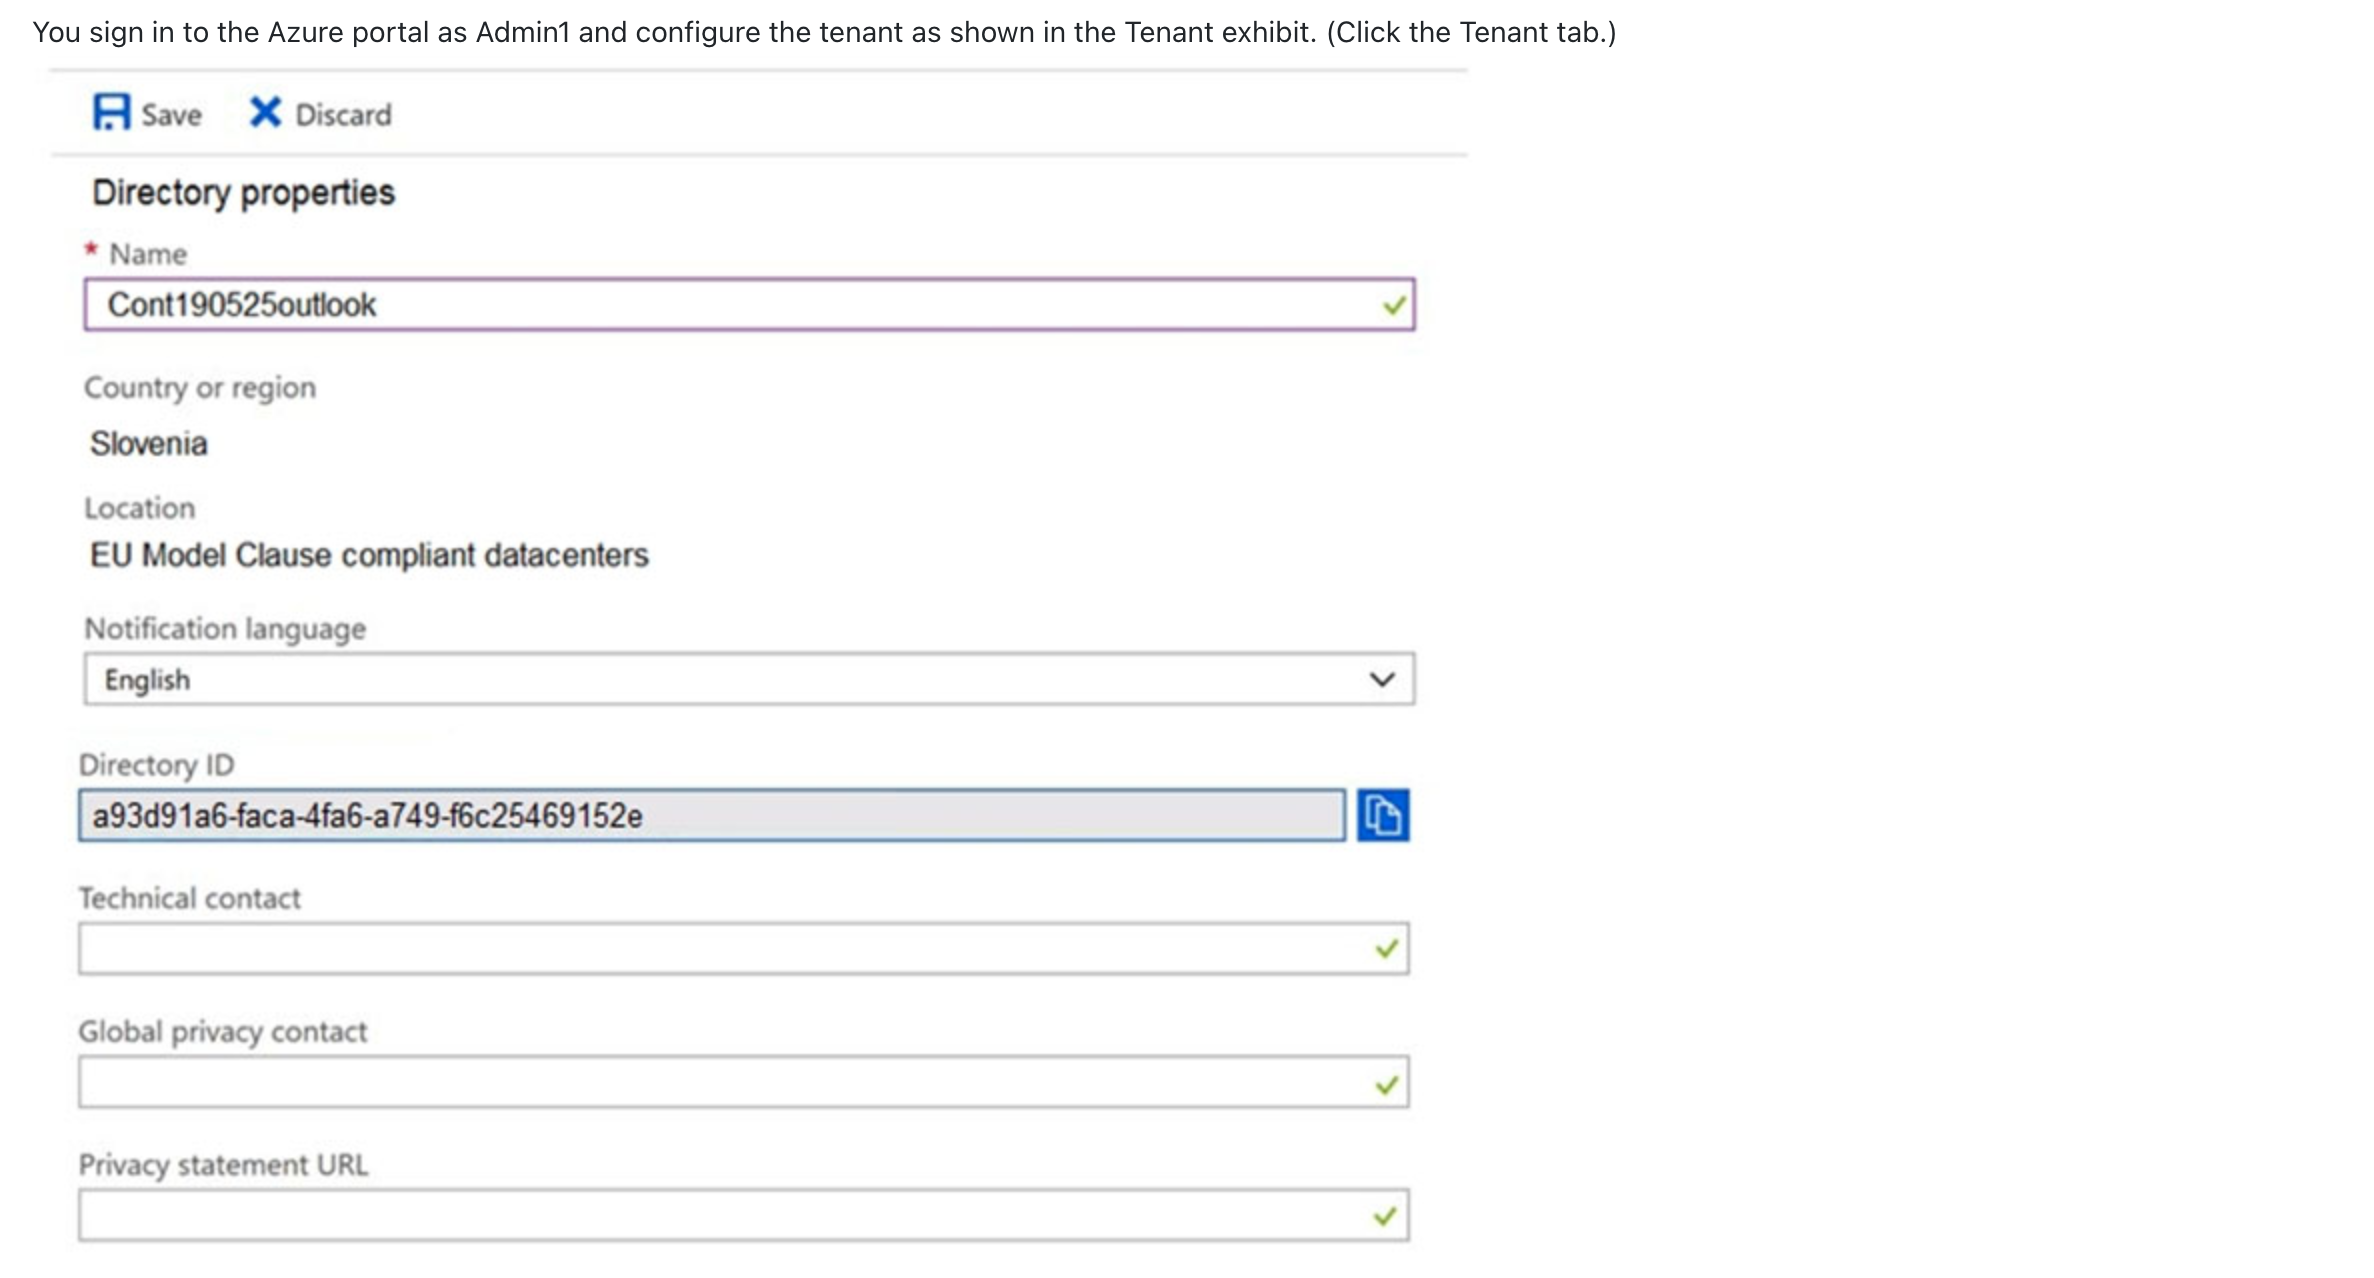 You sign in to the Azure portal as Admin1 and configure the tenant as shown in the Tenant exhibit. (Click the Tenant tab.)
Save Discard
Directory properties
* Name
Cont190525outlook
Country or region
Slovenia
Location
EU Model Clause compliant datacenters
Notification language
English
Directory ID
a93d91a6-faca-4fa6-a749-f6c25469152e
Technical contact
Global privacy contact
Privacy statement URL